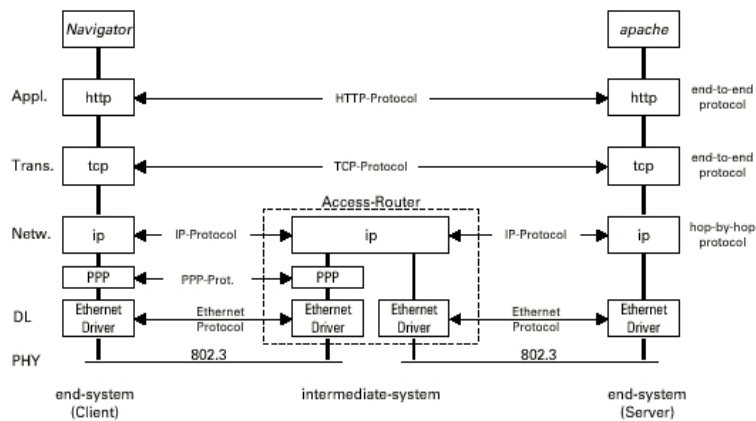 Navigator
apache
Appl.
http
HTTP-Protocol
http
end-to-end
protocol
Trans.
tcp
TCP-Protocol
tcp
end-to-end
protocol
Access-Router
Netw.
ip
IP-Protocol
ip
IP-Protocol
ip
hop-by-hop
protocol
PPP
PPP-Prot.
PPP
DL
Ethernet
Driver
Ethernet
Protocol
Ethernet
Driver
Ethernet
Driver
Ethernet
Protocol
Ethernet
Driver
PHY
802.3
802.3
end-system
(Client)
intermediate-system
end-system
(Server)